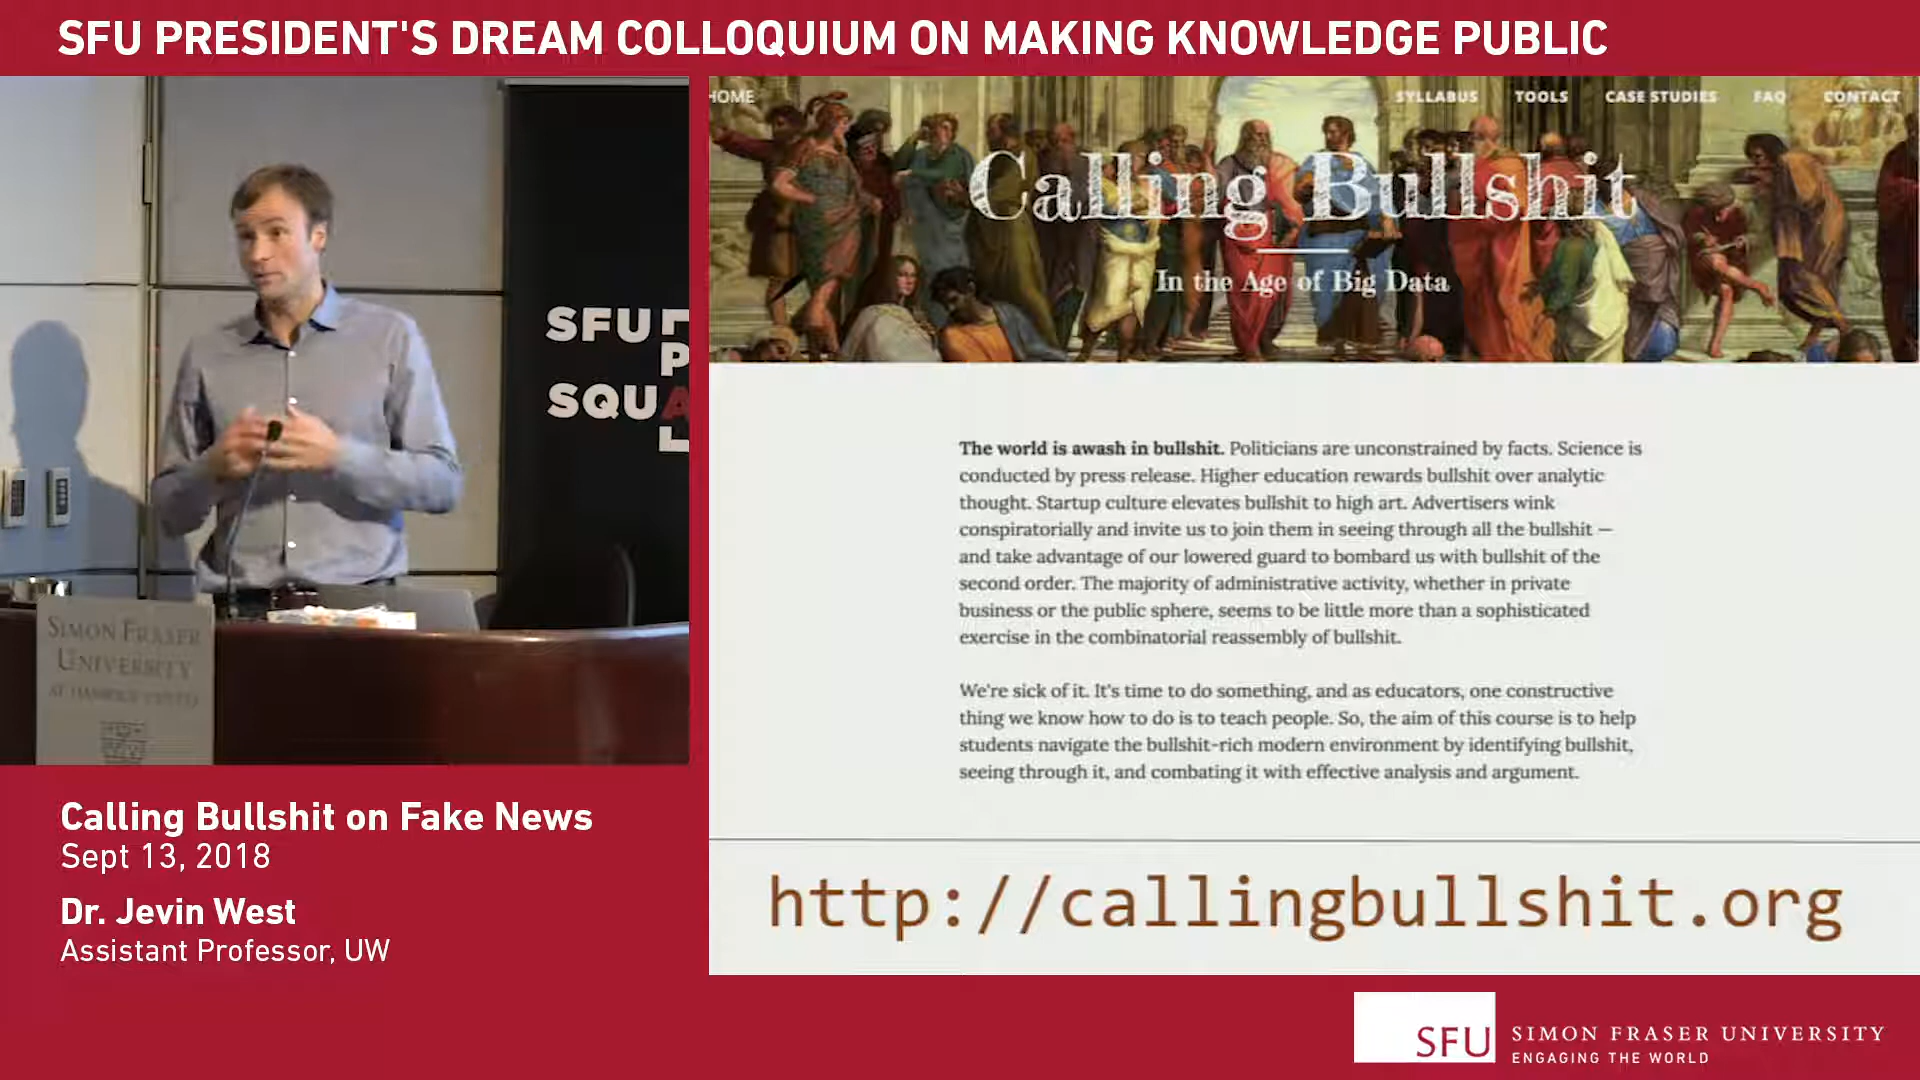 SFU PRESIDENT'S DREAM COLLOQUIUM ON MAKING KNOWLEDGE PUBLIC
HOME
SYLLABUS TOOLS CASE STUDIES FAQ CONTACT
Calling Bullshit
In the Age of Big Data
The world is awash in bullshit. Politicians are unconstrained by facts. Science is
conducted by press release. Higher education rewards bullshit over analytic
thought. Startup culture elevates bullshit to high art. Advertisers wink
conspiratorially and invite us to join them in seeing through all the bullshit —
and take advantage of our lowered guard to bombard us with bullshit of the
second order. The majority of administrative activity, whether in private
business or the public sphere, seems to be little more than a sophisticated
exercise in the combinatorial reassembly of bullshit.
We're sick of it. It's time to do something, and as educators, one constructive
thing we know how to do is to teach people. So, the aim of this course is to help
students navigate the bullshit-rich modern environment by identifying bullshit,
seeing through it, and combating it with effective analysis and argument.
http://callingbullshit.org
SFU
P
SQUA
SIMON FRASER
UNIVERSITY
Calling Bullshit on Fake News
Sept 13, 2018
Dr. Jevin West
Assistant Professor, UW
SFU
SIMON FRASER UNIVERSITY
ENGAGING THE WORLD